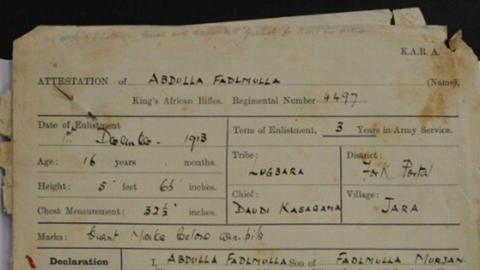 K.A.R. A.
ATTESTATION of ABDULLA FADLMULLA (Name).
King's African Rifles. Regimental Number 4497
Date of Enlistment
1913
Term of Enlistment, 3 Years in Army Service.
Age: 16 years months.
Tribe:
LUGBARA
District:
Fort Portal
Height: 5 feet 6½ inches.
Chief:
DAUDI KASAGAMA
Village:
JARA
Chest Measurement: 32½ inches.
Marks: Marks below
Declaration I, ABDULLA FADLMULLA Son of FADLMULLA MURJAN.